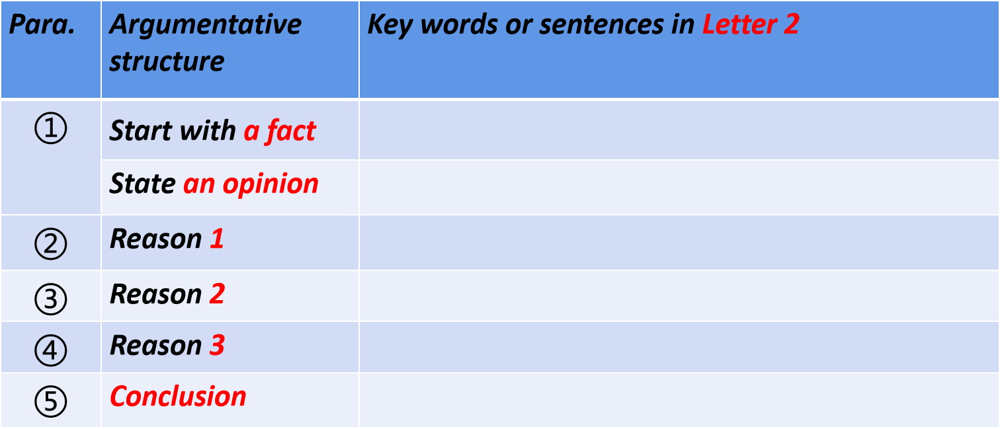 Para.
Argumentative
structure
Key words or sentences in Letter 2
①
Start with a fact
State an opinion
②
Reason 1
③
Reason 2
④
Reason 3
⑤
Conclusion